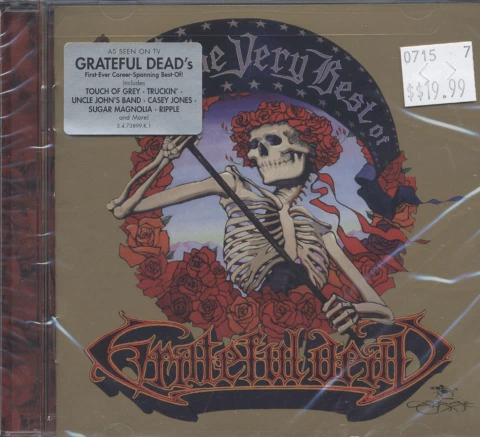 AS SEEN ON TV
GRATEFUL DEAD's
First-Ever Career-Spanning Best-Of!
Includes
TOUCH OF GREY • TRUCKIN' •
UNCLE JOHN'S BAND • CASEY JONES •
SUGAR MAGNOLIA • RIPPLE
and More!
0715 7
$$19.99
Very Best of
Grateful dead